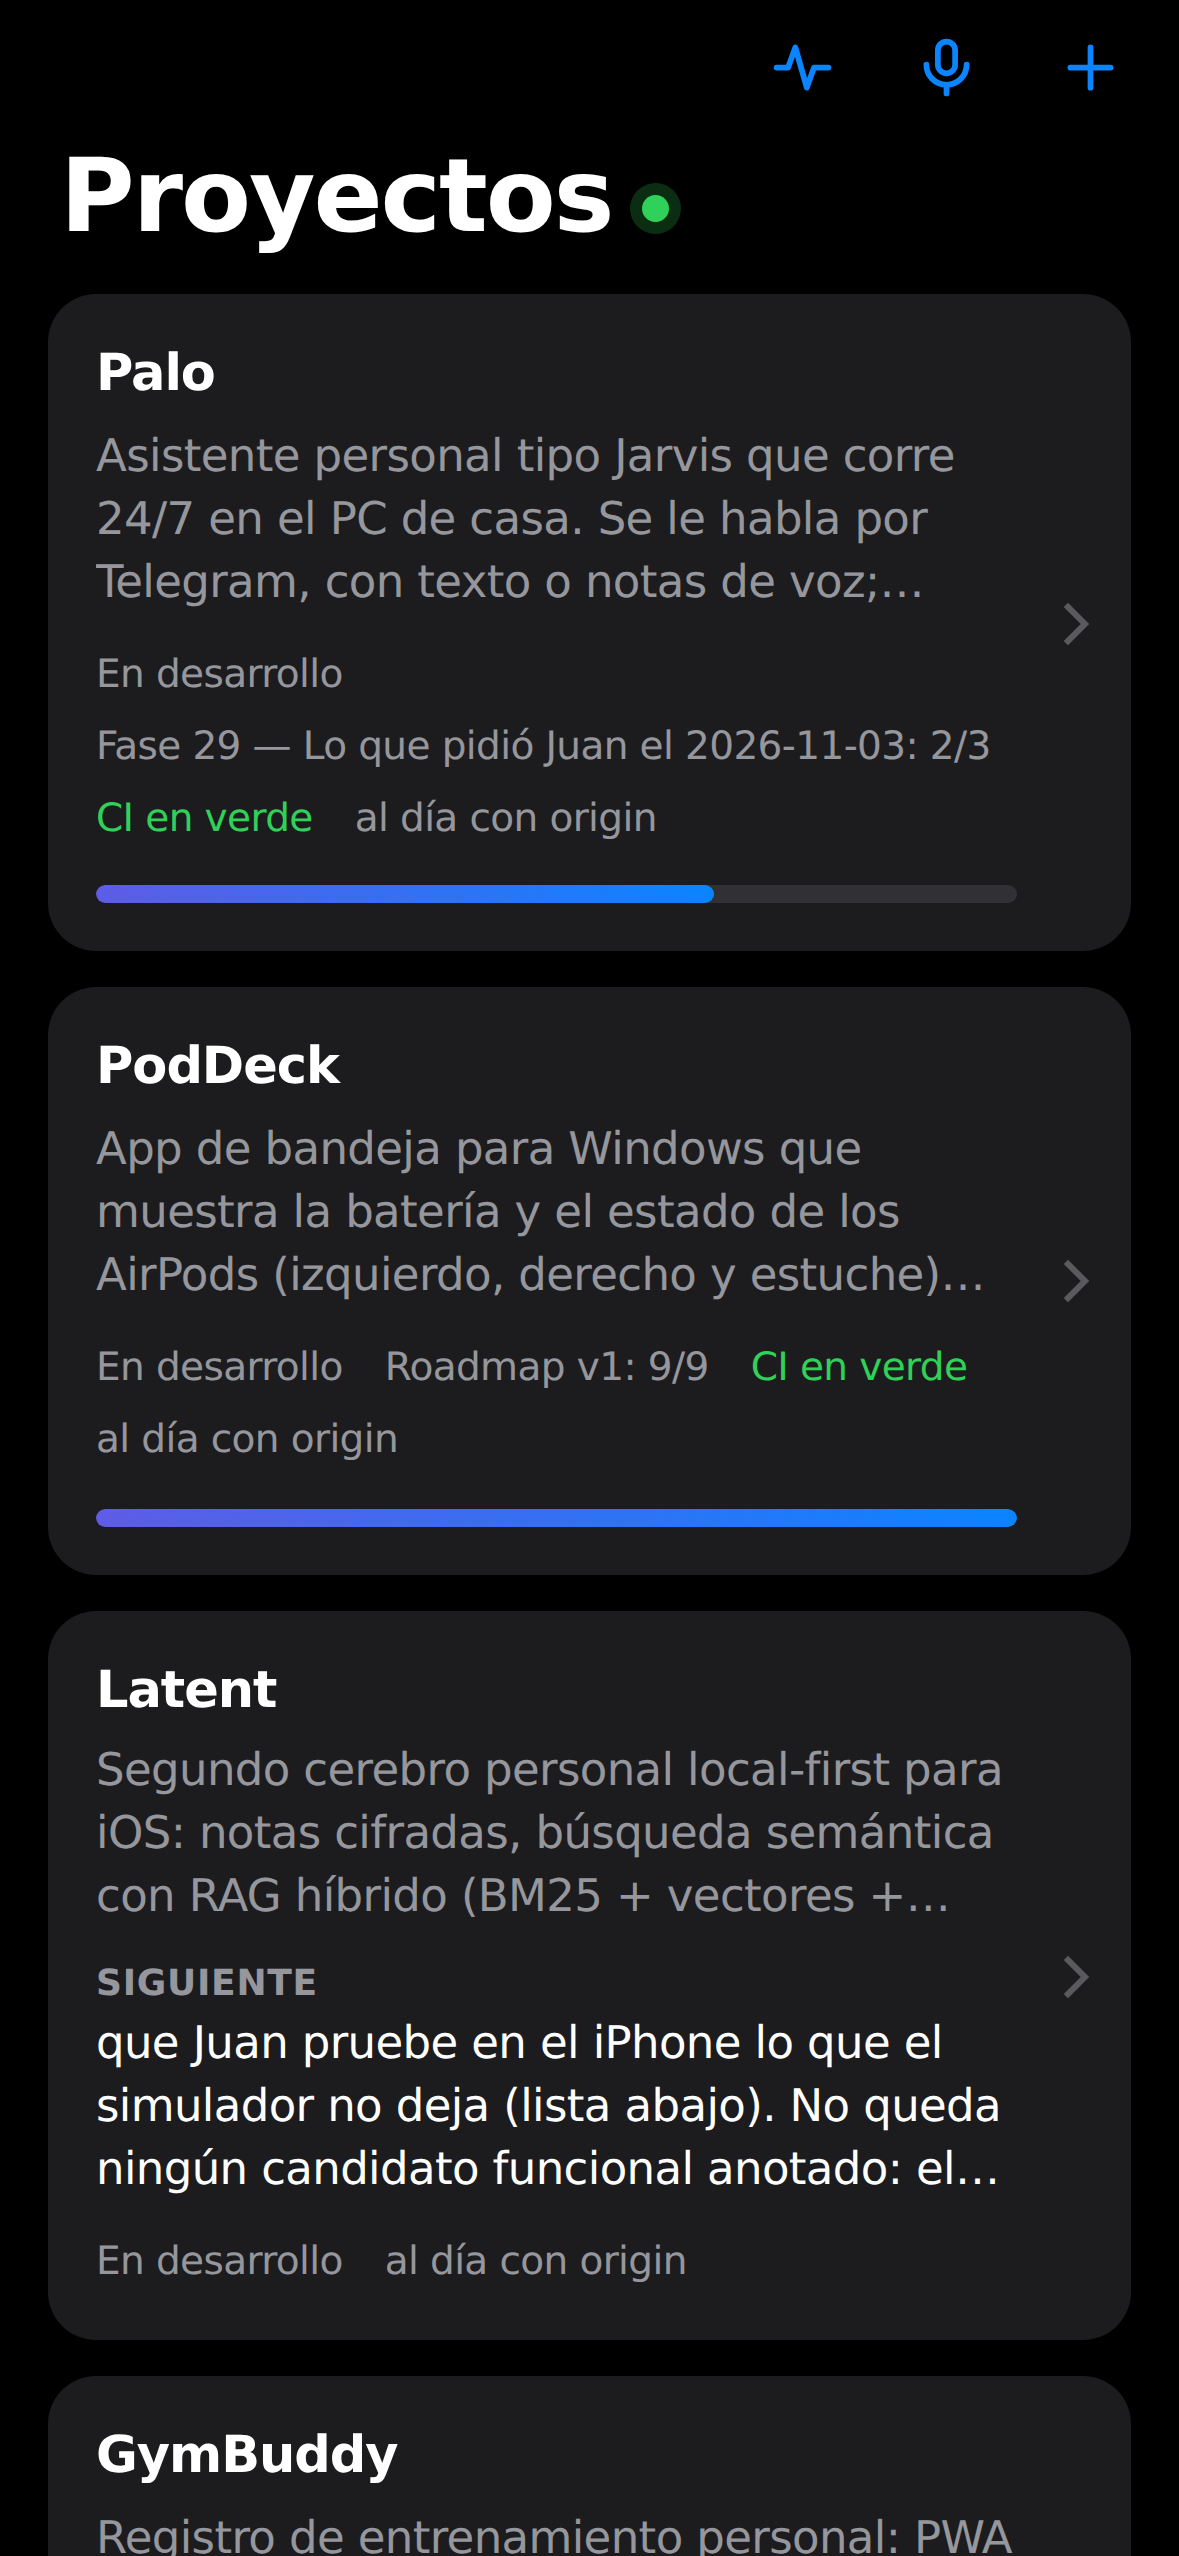 Proyectos
Palo
Asistente personal tipo Jarvis que corre
24/7 en el PC de casa. Se le habla por
Telegram, con texto o notas de voz;…
En desarrollo
Fase 29 — Lo que pidió Juan el 2026-11-03: 2/3
CI en verde al día con origin
PodDeck
App de bandeja para Windows que
muestra la batería y el estado de los
AirPods (izquierdo, derecho y estuche)…
En desarrollo Roadmap v1: 9/9 CI en verde
al día con origin
Latent
Segundo cerebro personal local-first para
iOS: notas cifradas, búsqueda semántica
con RAG híbrido (BM25 + vectores +…
SIGUIENTE
que Juan pruebe en el iPhone lo que el
simulador no deja (lista abajo). No queda
ningún candidato funcional anotado: el…
En desarrollo al día con origin
GymBuddy
Registro de entrenamiento personal: PWA